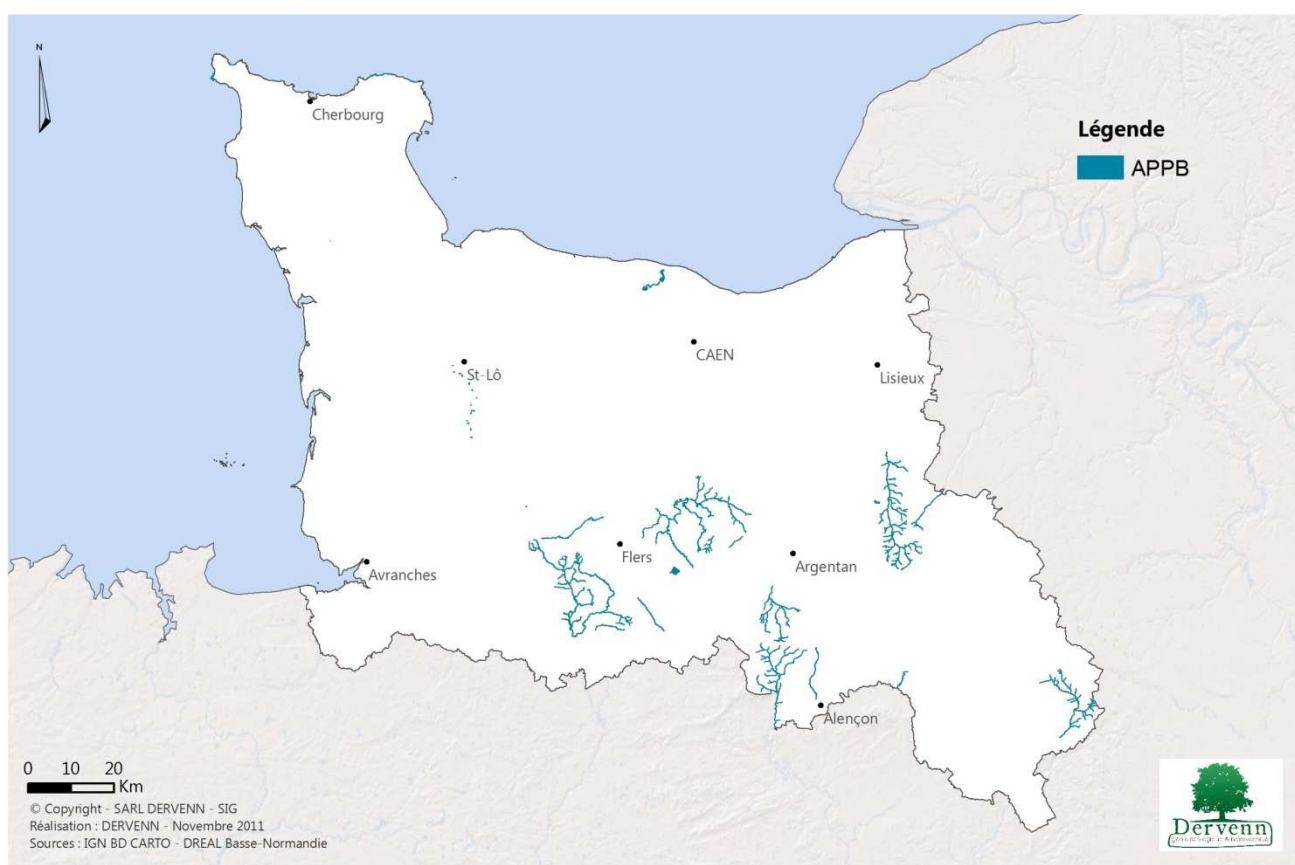 N
Cherbourg
Légende
APPB
CAEN
St-Lô
Lisieux
Flers
Argentan
Avranches
Alençon
0 10 20
Km
© Copyright - SARL DERVENN - SIG
Réalisation : DERVENN - Novembre 2011
Sources : IGN BD CARTO - DREAL Basse-Normandie
Dervenn